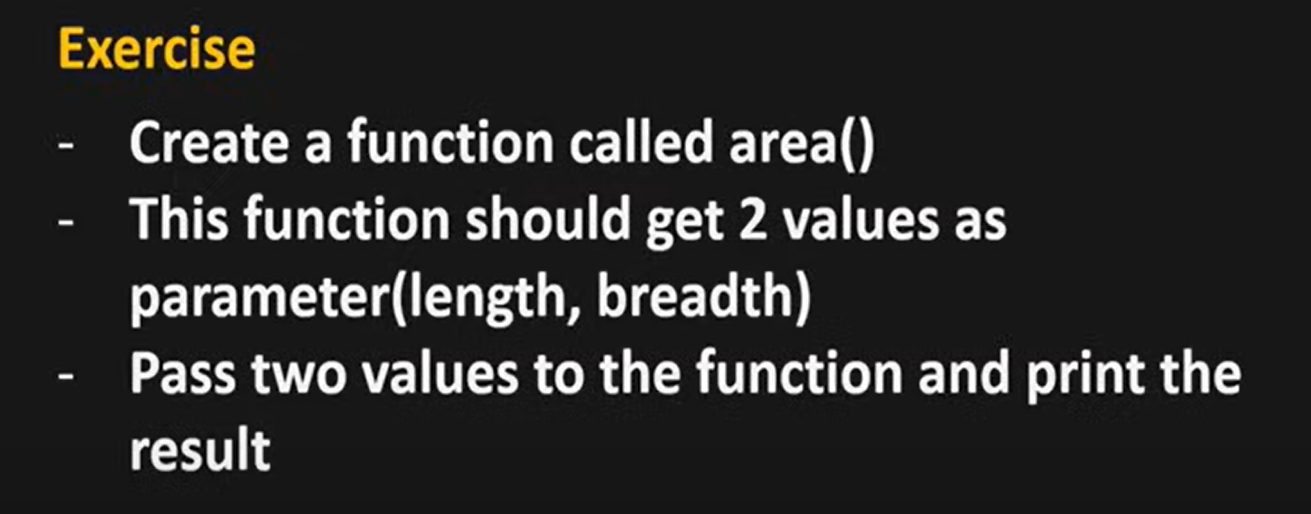 Exercise
- Create a function called area()
- This function should get 2 values as
parameter(length, breadth)
- Pass two values to the function and print the
result